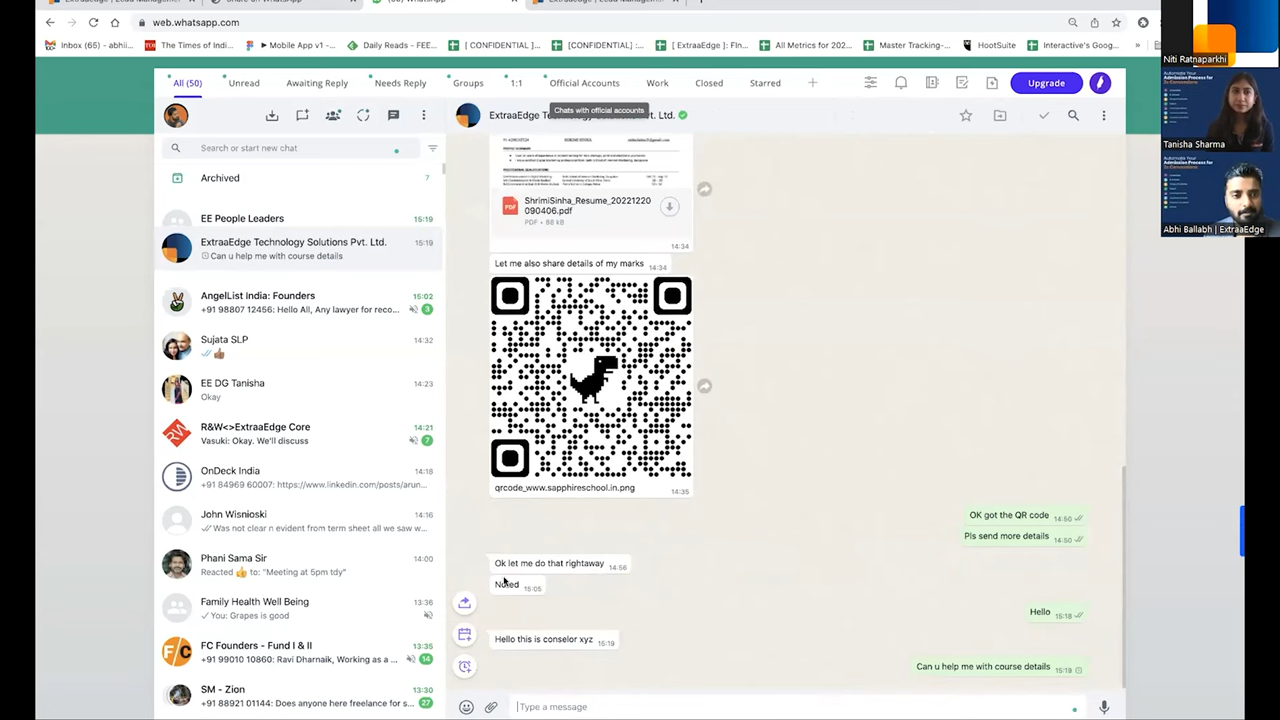 web.whatsapp.com
Inbox (65) - abhii...
The Times of Indi...
Mobile App v1 -...
Daily Reads - FEE...
[ CONFIDENTIAL ]...
[CONFIDENTIAL] :...
[ ExtraaEdge ]: FIn...
All Metrics for 202...
Master Tracking-...
HootSuite
Interactive's Goog...
»
All (50)
Unread
Awaiting Reply
Needs Reply
1:1
Official Accounts
Work
Closed
Starred
Upgrade
Chats with official accounts
Pvt. Ltd.
Search or start new chat
Archived
7
EE People Leaders
15:19
ExtraaEdge Technology Solutions Pvt. Ltd.
15:19
Can u help me with course details
AngelList India: Founders
15:02
+91 98807 12456: Hello All, Any lawyer for reco...
3
Sujata SLP
14:32
EE DG Tanisha
14:23
Okay
R&W<>ExtraaEdge Core
14:21
Vasuki: Okay. We'll discuss
7
OnDeck India
14:18
+91 84969 60007: https://www.linkedin.com/posts/arun...
John Wisnioski
14:16
Was not clear n evident from term sheet all we saw w...
Phani Sama Sir
14:00
Reacted 👍 to: "Meeting at 5pm tdy"
Family Health Well Being
13:36
You: Grapes is good
FC Founders - Fund I & II
13:35
+91 99010 10860: Ravi Dharnaik, Working as a ...
14
SM - Zion
13:30
+91 88921 01144: Does anyone here freelance for s...
27
PDF
ShrimiSinha_Resume_20221220
090406.pdf
PDF • 88 kB
14:34
Let me also share details of my marks
14:34
qrcode_www.sapphireschool.in.png
14:35
OK got the QR code
14:50
Pls send more details
14:50
Ok let me do that rightaway
14:56
Noted
15:05
Hello
15:18
Hello this is conselor xyz
15:19
Can u help me with course details
15:19
Type a message
Niti Ratnaparkhi
Tanisha Sharma
Abhi Ballabh | ExtraaEdge